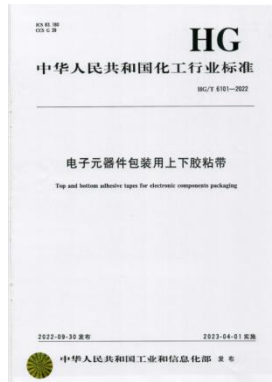 ICS 83.180
CCS G 38
HG
中华人民共和国化工行业标准
HG/T 6101—2022
电子元器件包装用上下胶粘带
Top and bottom adhesive tapes for electronic components packaging
2022-09-30 发布
2023-04-01 实施
中华人民共和国工业和信息化部 发布